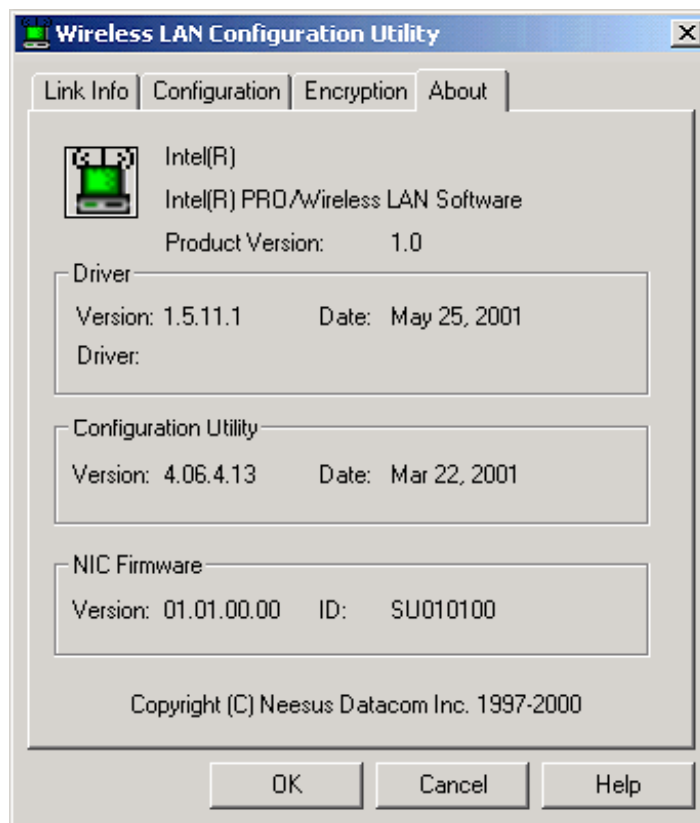 Wireless LAN Configuration Utility
Link Info Configuration Encryption About
Intel(R)
Intel(R) PRO/Wireless LAN Software
Product Version: 1.0
Driver
Version: 1.5.11.1 Date: May 25, 2001
Driver:
Configuration Utility
Version: 4.06.4.13 Date: Mar 22, 2001
NIC Firmware
Version: 01.01.00.00 ID: SU010100
Copyright (C) Neesus Datacom Inc. 1997-2000
OK Cancel Help